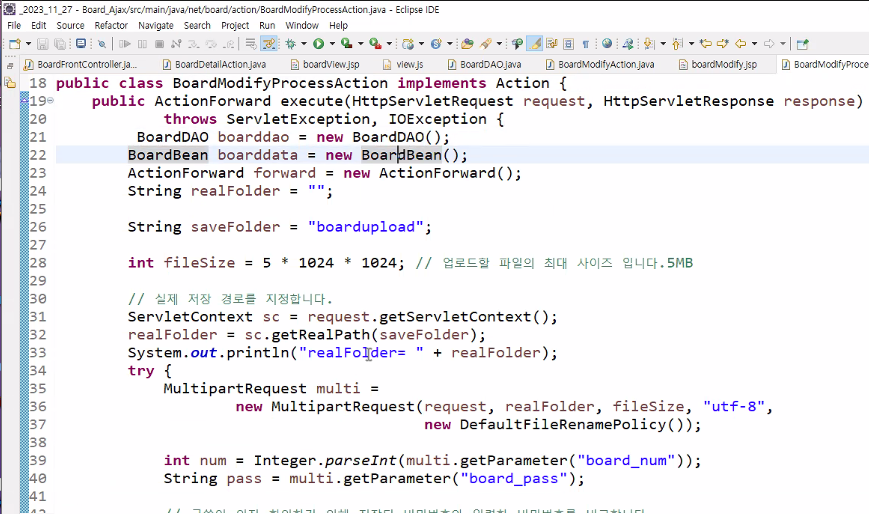 _2023_11_27 - Board_Ajax/src/main/java/net/board/action/BoardModifyProcessAction.java - Eclipse IDE
File Edit Source Refactor Navigate Search Project Run Window Help
BoardFrontController.ja... BoardDetailAction.java boardView.jsp view.js BoardDAO.java BoardModifyAction.java boardModify.jsp BoardModifyProce
18 public class BoardModifyProcessAction implements Action {
19 public ActionForward execute(HttpServletRequest request, HttpServletResponse response)
20 throws ServletException, IOException {
21 BoardDAO boarddao = new BoardDAO();
22 BoardBean boarddata = new BoardBean();
23 ActionForward forward = new ActionForward();
24 String realFolder = "";
25
26 String saveFolder = "boardupload";
27
28 int fileSize = 5 * 1024 * 1024; // 업로드할 파일의 최대 사이즈 입니다.5MB
29
30 // 실제 저장 경로를 지정합니다.
31 ServletContext sc = request.getServletContext();
32 realFolder = sc.getRealPath(saveFolder);
33 System.out.println("realFolder= " + realFolder);
34 try {
35 MultipartRequest multi =
36 new MultipartRequest(request, realFolder, fileSize, "utf-8",
37 new DefaultFileRenamePolicy());
38
39 int num = Integer.parseInt(multi.getParameter("board_num"));
40 String pass = multi.getParameter("board_pass");
41